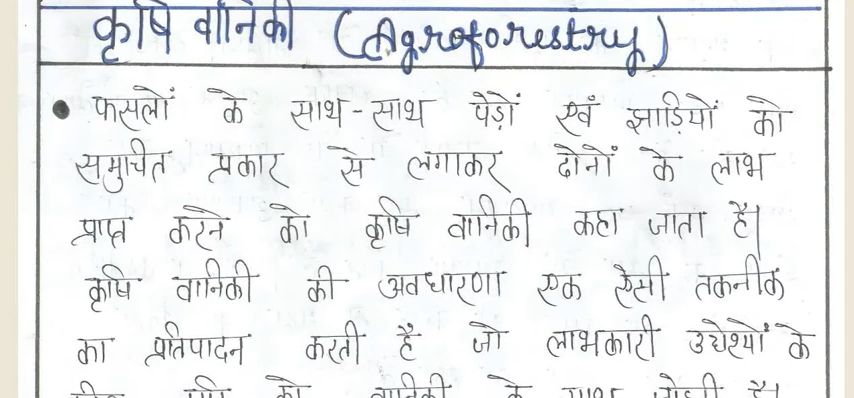 कृषि वानिकी (Agroforestry)
• फसलों के साथ-साथ पेड़ों एवं झाड़ियों को
समुचित प्रकार से लगाकर दोनों के लाभ
प्राप्त करने को कृषि वानिकी कहा जाता है।
कृषि वानिकी की अवधारणा एक ऐसी तकनीक
का प्रतिपादन करती है जो लाभकारी उद्येश्यों के
को वानिकी के साथ जोड़ती है।